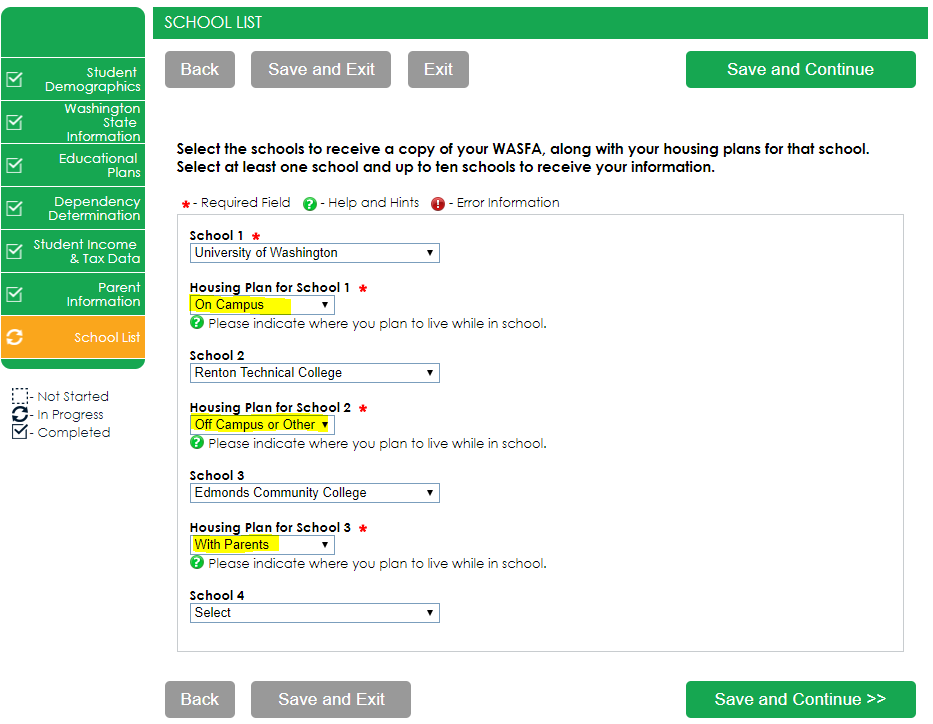 SCHOOL LIST
Back
Save and Exit
Exit
Save and Continue
Student
Demographics
Washington
State
Information
Educational
Plans
Dependency
Determination
Student Income
& Tax Data
Parent
Information
School List
- Not Started
- In Progress
- Completed
Select the schools to receive a copy of your WASFA, along with your housing plans for that school.
Select at least one school and up to ten schools to receive your information.
* - Required Field ? - Help and Hints ! - Error Information
School 1 *
University of Washington
Housing Plan for School 1 *
On Campus
? Please indicate where you plan to live while in school.
School 2
Renton Technical College
Housing Plan for School 2 *
Off Campus or Other
? Please indicate where you plan to live while in school.
School 3
Edmonds Community College
Housing Plan for School 3 *
With Parents
? Please indicate where you plan to live while in school.
School 4
Select
Back
Save and Exit
Save and Continue >>